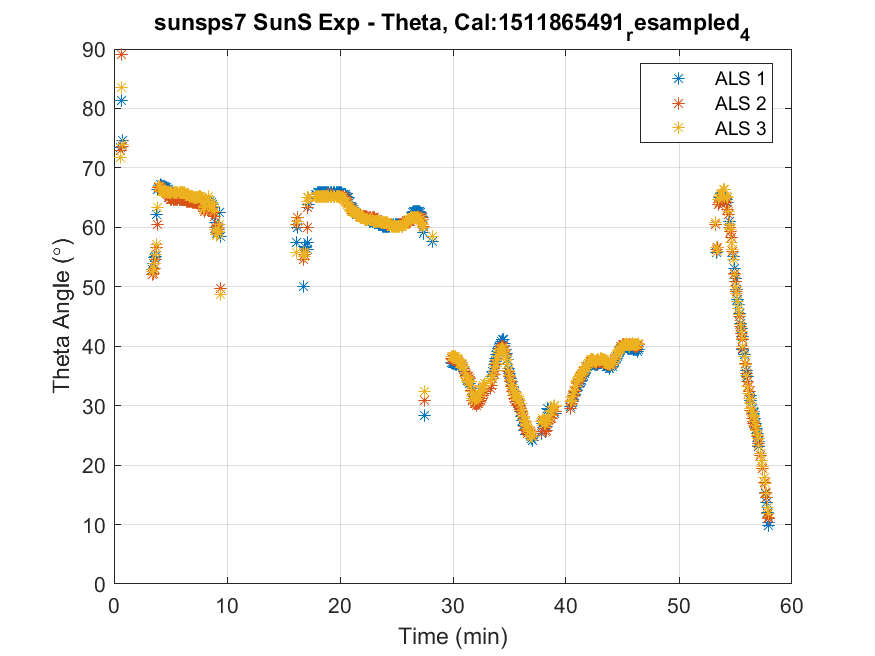 sunsps7 SunS Exp - Theta, Cal:1511865491resampled4
ALS 1
ALS 2
ALS 3
90
80
70
60
50
40
30
20
10
0
Theta Angle (°)
0 10 20 30 40 50 60
Time (min)